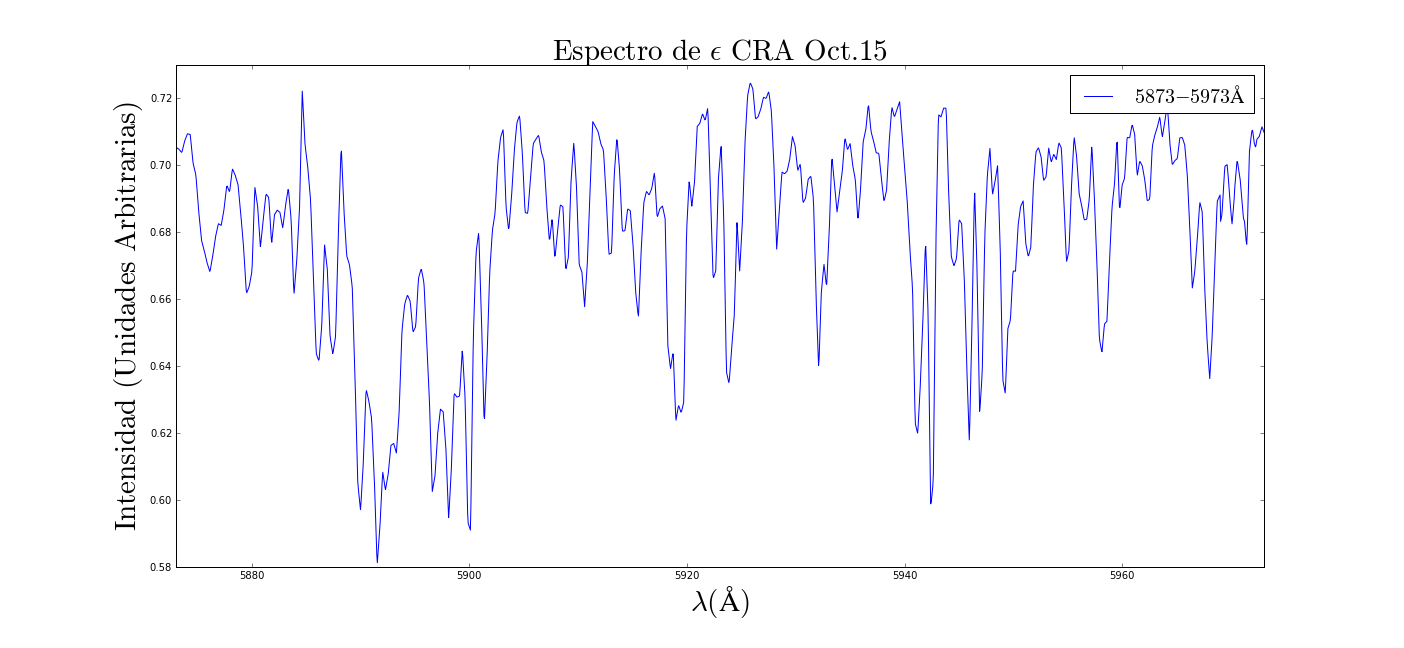 Espectro de ϵ CRA Oct.15
5873−5973Å
Intensidad (Unidades Arbitrarias)
0.72
0.70
0.68
0.66
0.64
0.62
0.60
0.58
5880 5900 5920 5940 5960
λ(Å)